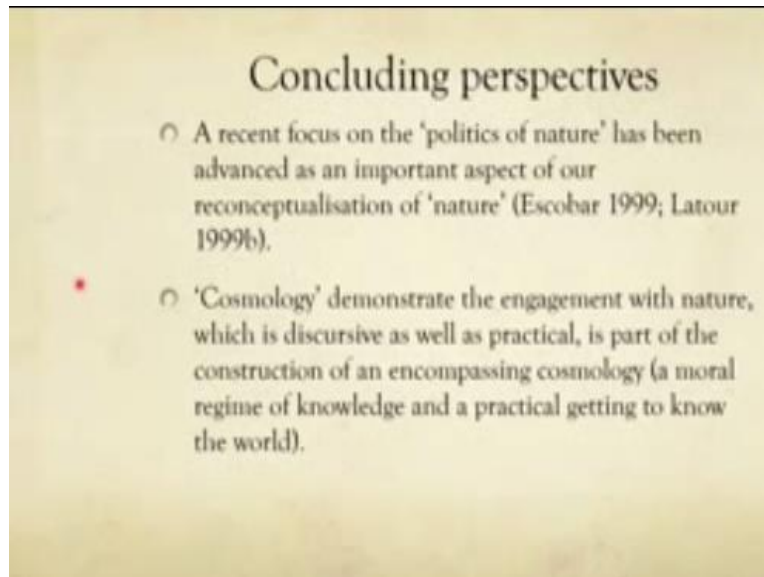 Concluding perspectives
A recent focus on the ‘politics of nature’ has been
advanced as an important aspect of our
reconceptualisation of ‘nature’ (Escobar 1999; Latour
1999b).
‘Cosmology’ demonstrate the engagement with nature,
which is discursive as well as practical, is part of the
construction of an encompassing cosmology (a moral
regime of knowledge and a practical getting to know
the world).